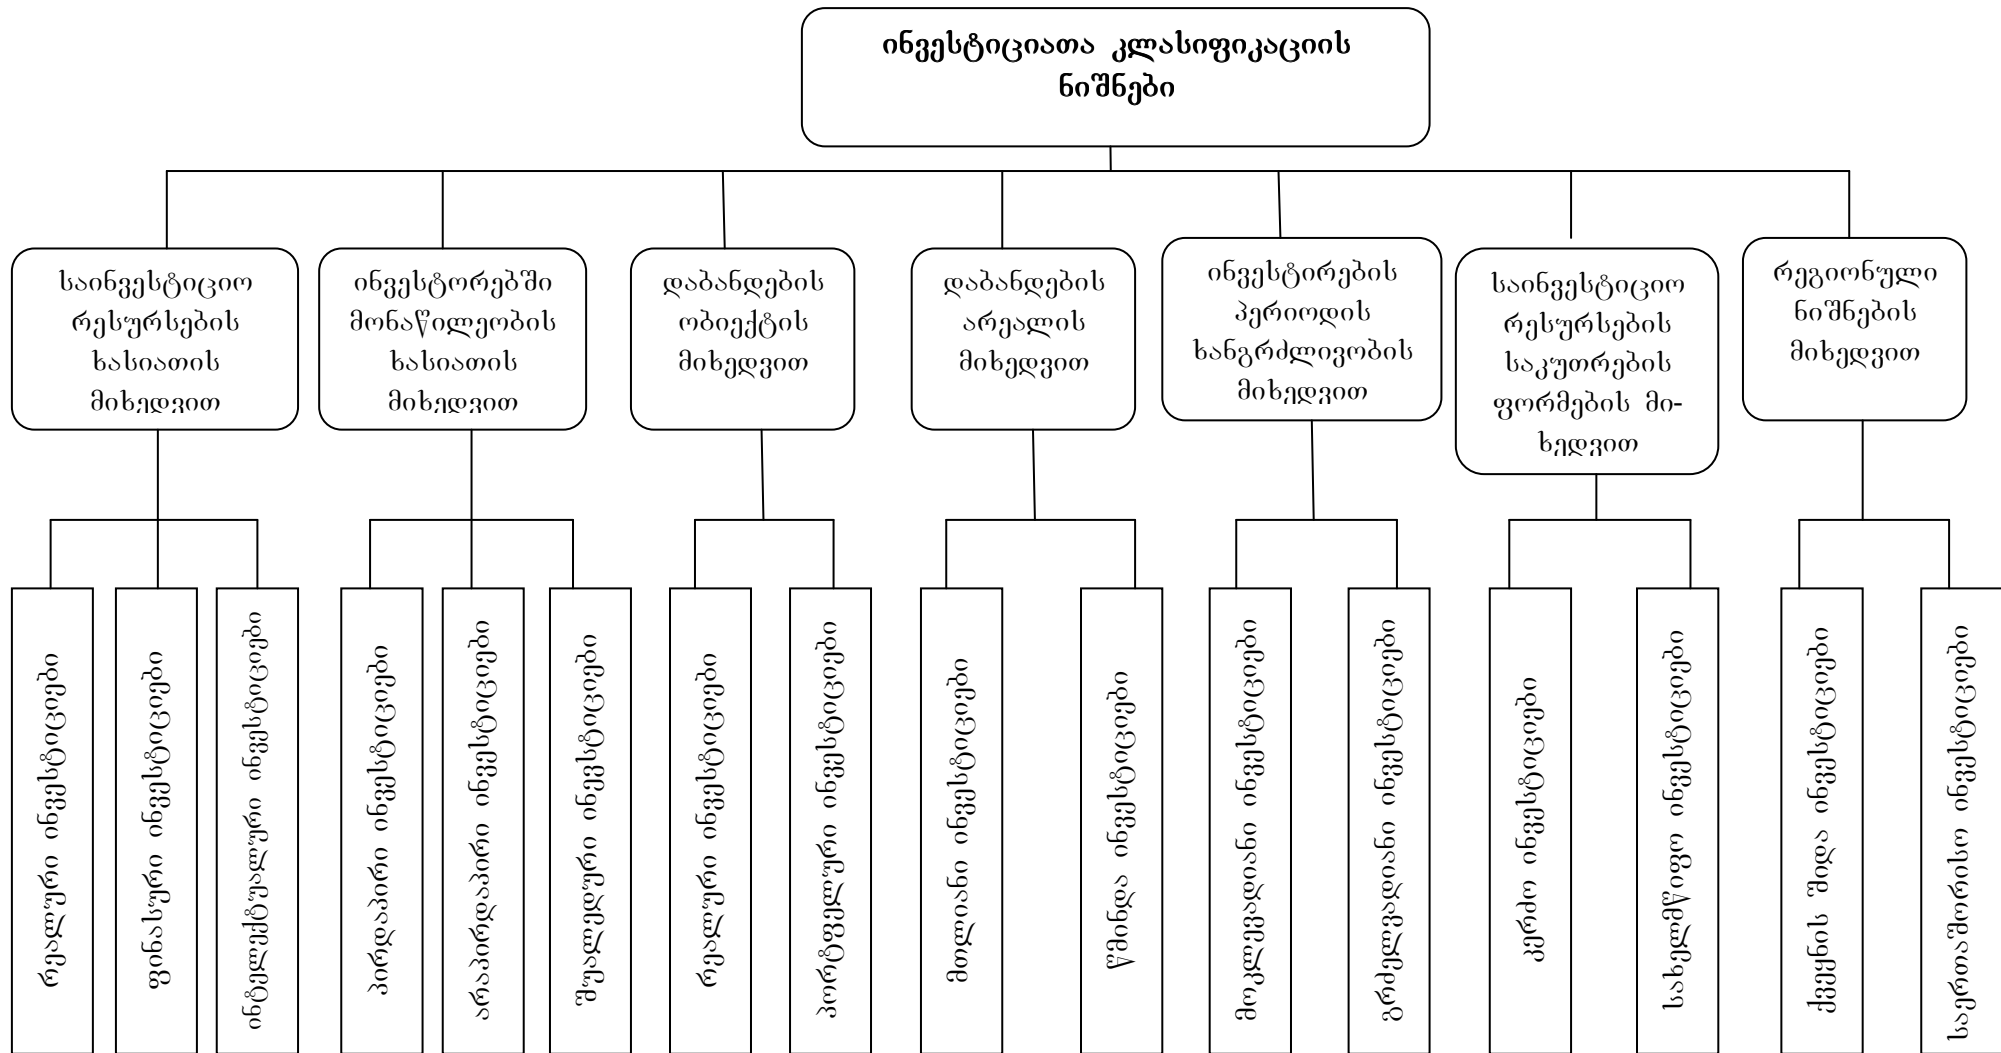 ინვესტიციათა კლასიფიკაციის
ნიშნები
საინვესტიციო
რესურსების
ხასიათის
მიხედვით
ინვესტორებში
მონაწილეობის
ხასიათის
მიხედვით
დაბანდების
ობიექტის
მიხედვით
დაბანდების
არეალის
მიხედვით
ინვესტირების
პერიოდის
ხანგრძლივობის
მიხედვით
საინვესტიციო
რესურსების
საკუთრების
ფორმების მი-
ხედვით
რეგიონული
ნიშნების
მიხედვით
რეალური ინვესტიციები
ფინასური ინვესტიციები
ინტელექტუალური ინვესტიციები
პირდაპირი ინვესტიციები
არაპირდაპირი ინვესტიციები
შუალედური ინევსტიციები
რეალური ინვესტიციები
პორტფელური ინვესტიციები
მთლიანი ინვესტიციები
წმინდა ინვესტიციები
მოკლევადიანი ინვესტიციები
გრძელვადიანი ინვესტიციები
კერძო ინვესტიციები
სახელმწიფო ინვესტიციები
ქვეყნის შიდა ინვესტიციები
საერთაშორისო ინვესტიციები